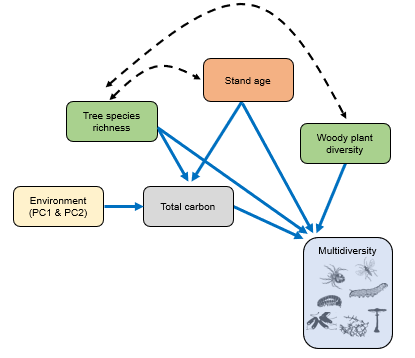 Stand age
Tree species
richness
Woody plant
diversity
Environment
(PC1 & PC2)
Total carbon
Multidiversity